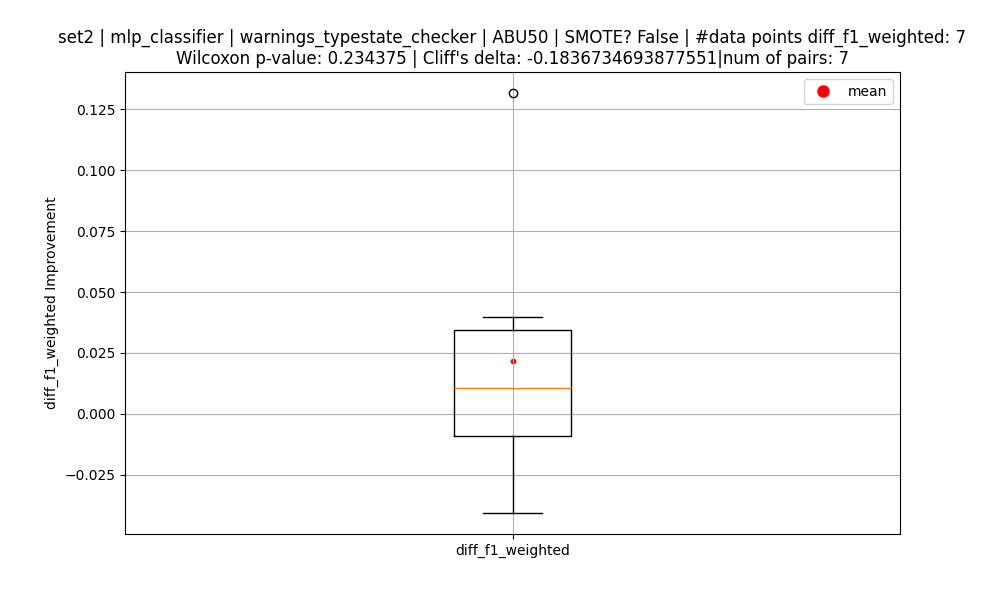 set2 | mlp_classifier | warnings_typestate_checker | ABU50 | SMOTE? False | #data points diff_f1_weighted: 7
Wilcoxon p-value: 0.234375 | Cliff's delta: -0.1836734693877551|num of pairs: 7
mean
0.125
0.100
0.075
0.050
0.025
0.000
−0.025
diff_f1_weighted Improvement
diff_f1_weighted